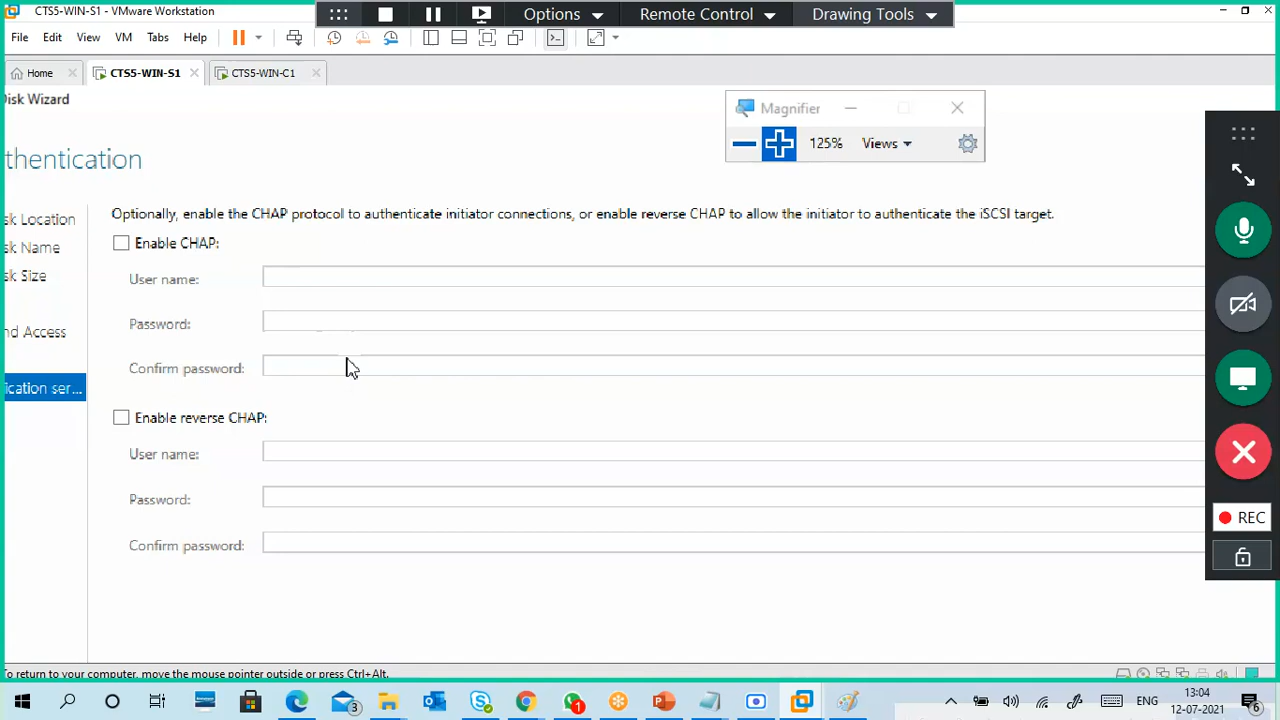 CTS5-WIN-S1 - VMware Workstation
Options
Remote Control
Drawing Tools
File Edit View VM Tabs Help
Home
CTS5-WIN-S1
CTS5-WIN-C1
Disk Wizard
Magnifier
125% Views
thentication
Optionally, enable the CHAP protocol to authenticate initiator connections, or enable reverse CHAP to allow the initiator to authenticate the iSCSI target.
sk Location
sk Name
sk Size
nd Access
ication ser...
Enable CHAP:
User name:
Password:
Confirm password:
Enable reverse CHAP:
User name:
Password:
Confirm password:
REC
To return to your computer, move the mouse pointer outside or press Ctrl+Alt.
3
1
ENG
13:04
12-07-2021
6